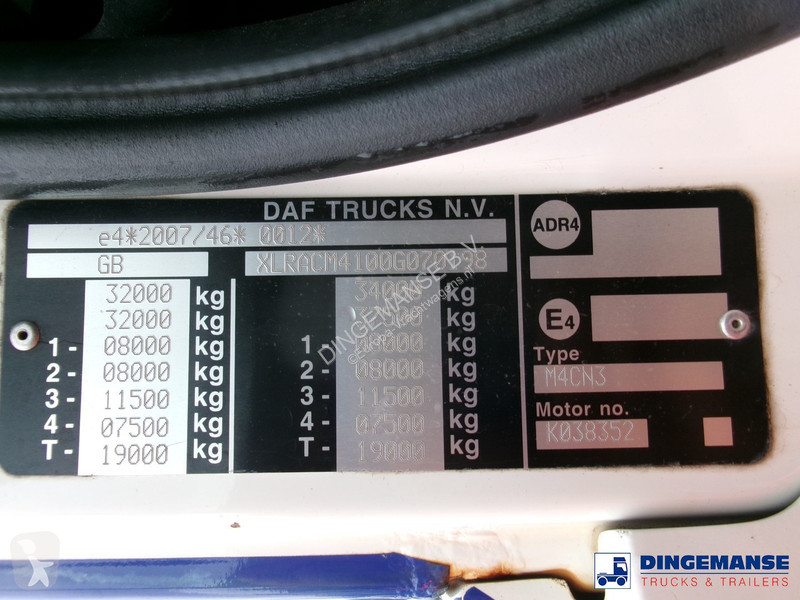 DAF TRUCKS N.V.
e4*2007/46* 0012*
GB
32000 kg
32000 kg
1- 08000 kg
2- 08000 kg
3- 11500 kg
4- 07500 kg
T- 19000 kg
kg
kg
1- kg
2- 08000 kg
3- 11500 kg
4- 07500 kg
T- 19000 kg
ADR4
E4
Type
M4CN3
Motor no.
K038352
DINGEMANSE B.V.
DINGEMANSE
TRUCKS & TRAILERS